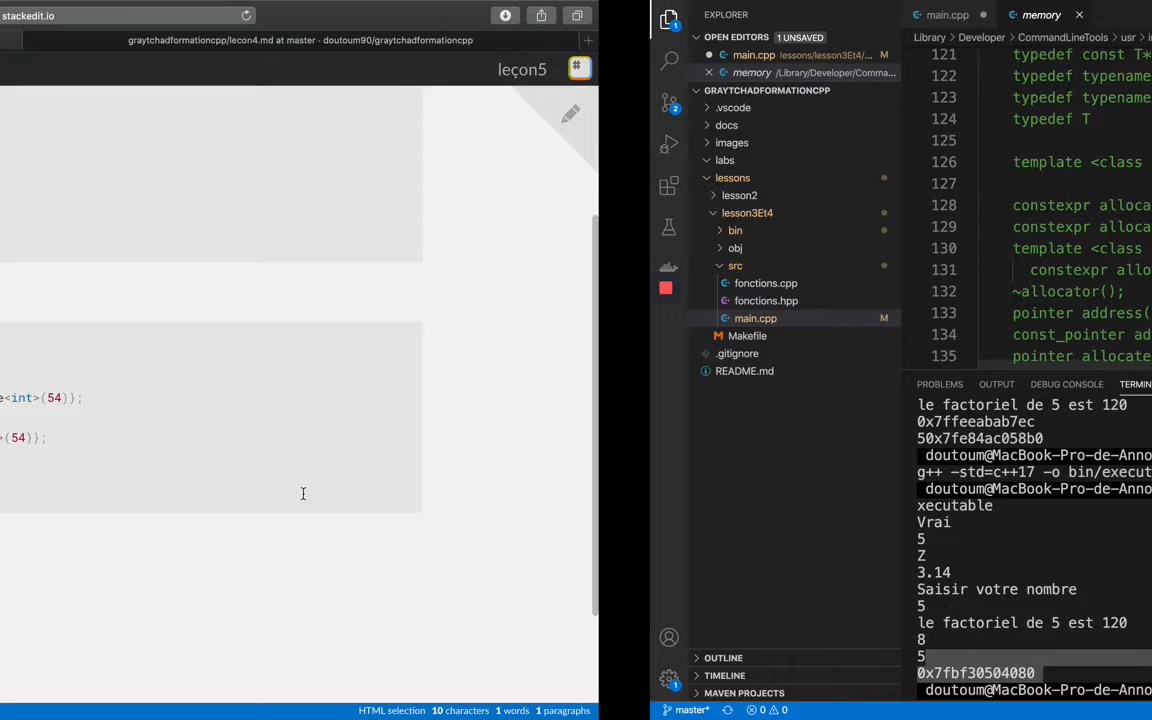 stackedit.io
graytchadformationcpp/lecon4.md at master · doutoum90/graytchadformationcpp
leçon5
e<int>(54)};
>(54)};
HTML selection 10 characters 1 words 1 paragraphs
EXPLORER
OPEN EDITORS 1 UNSAVED
main.cpp lessons/lesson3Et4/... M
memory /Library/Developer/Comma...
GRAYTCHADFORMATIONCPP
.vscode
docs
images
labs
lessons
lesson2
lesson3Et4
bin
obj
src
fonctions.cpp
fonctions.hpp
main.cpp M
Makefile
.gitignore
README.md
OUTLINE
TIMELINE
MAVEN PROJECTS
master* 0 0
main.cpp
memory
Library Developer CommandLineTools usr i
121 typedef const T*
122 typedef typename
123 typedef typename
124 typedef T
125
126 template <class
127
128 constexpr alloca
129 constexpr alloca
130 template <class
131 constexpr allo
132 ~allocator();
133 pointer address(
134 const_pointer ad
135 pointer allocate
PROBLEMS OUTPUT DEBUG CONSOLE TERMIN
le factoriel de 5 est 120
0x7ffeeabab7ec
50x7fe84ac058b0
doutoum@MacBook-Pro-de-Anno
g++ -std=c++17 -o bin/execut
doutoum@MacBook-Pro-de-Anno
xecutable
Vrai
5
Z
3.14
Saisir votre nombre
5
le factoriel de 5 est 120
8
5
0x7fbf30504080
doutoum@MacBook-Pro-de-Anno